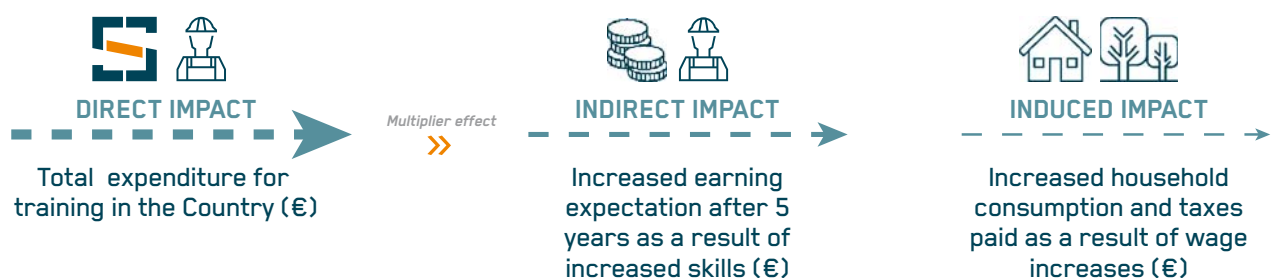 DIRECT IMPACT
Total expenditure for
training in the Country (€)
Multiplier effect
INDIRECT IMPACT
Increased earning
expectation after 5
years as a result of
increased skills (€)
INDUCED IMPACT
Increased household
consumption and taxes
paid as a result of wage
increases (€)